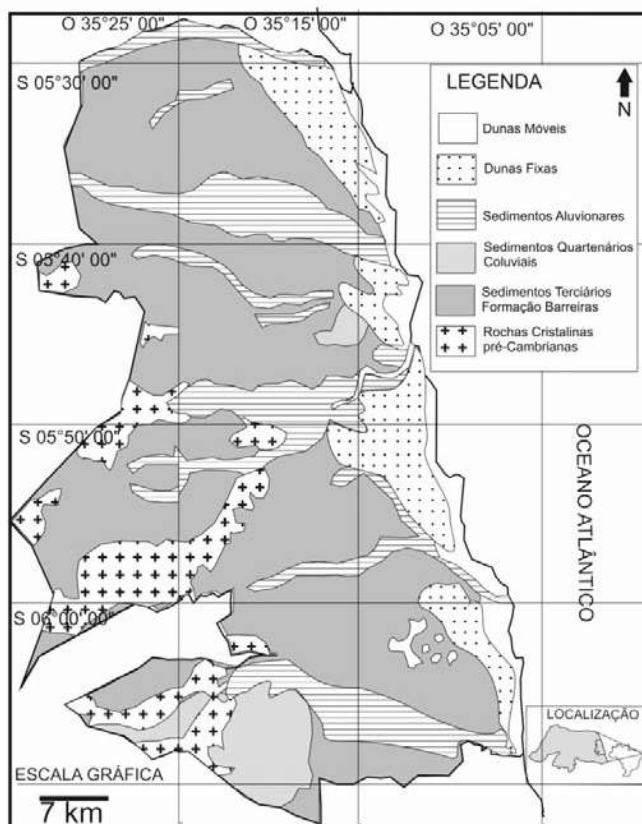 O 35°25' 00"
O 35°15' 00"
O 35°05' 00"
S 05°30' 00"
LEGENDA
N
Dunas Móveis
Dunas Fixas
Sedimentos Aluvionares
Sedimentos Quartenários
Coluviais
Sedimentos Terciários
Formação Barreiras
Rochas Cristalinas
pré-Cambrianas
S 05°40' 00"
S 05°50' 00"
OCEANO ATLÂNTICO
S 06°00' 00"
LOCALIZAÇÃO
ESCALA GRÁFICA
7 km